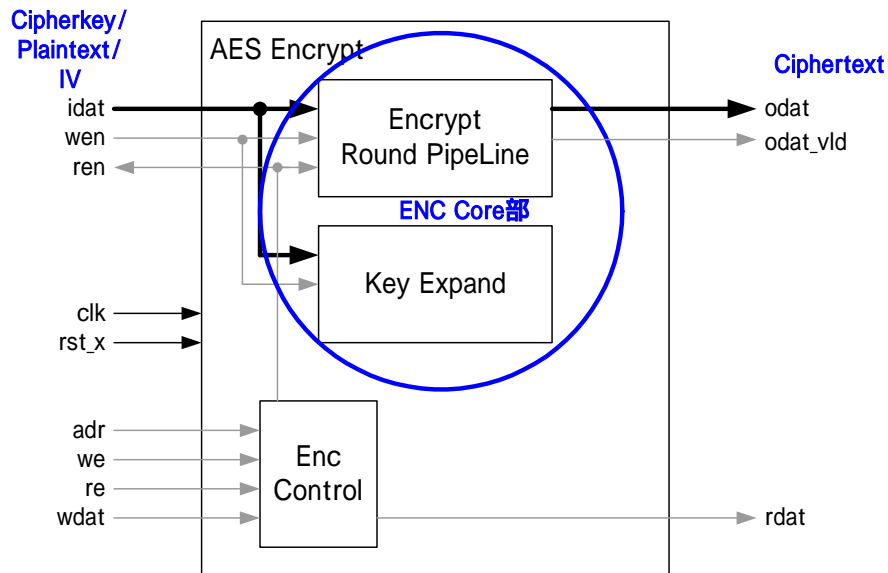 Cipherkey/
Plaintext/
IV
AES Encrypt
Ciphertext
idat
wen
ren
Encrypt
Round PipeLine
odat
odat_vld
ENC Core部
Key Expand
clk
rst_x
adr
we
re
wdat
Enc
Control
rdat